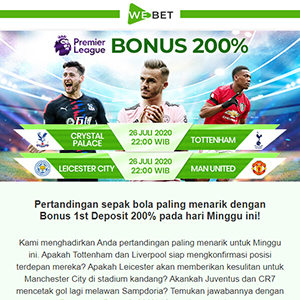 WEBET
Premier
League
BONUS 200%
CRYSTAL
PALACE
26 JULI 2020
22:00 WIB
TOTTENHAM
LEICESTER CITY
26 JULI 2020
22:00 WIB
MAN UNITED
Pertandingan sepak bola paling menarik dengan
Bonus 1st Deposit 200% pada hari Minggu ini!
Kami menghadirkan Anda pertandingan paling menarik untuk Minggu
ini. Apakah Tottenham dan Liverpool siap mengkonfirmasi posisi
terdepan mereka? Apakah Leicester akan memberikan kesulitan untuk
Manchester City di stadium kandang? Akankah Juventus dan CR7
mencetak gol lagi melawan Sampdoria? Temukan jawabannya dengan